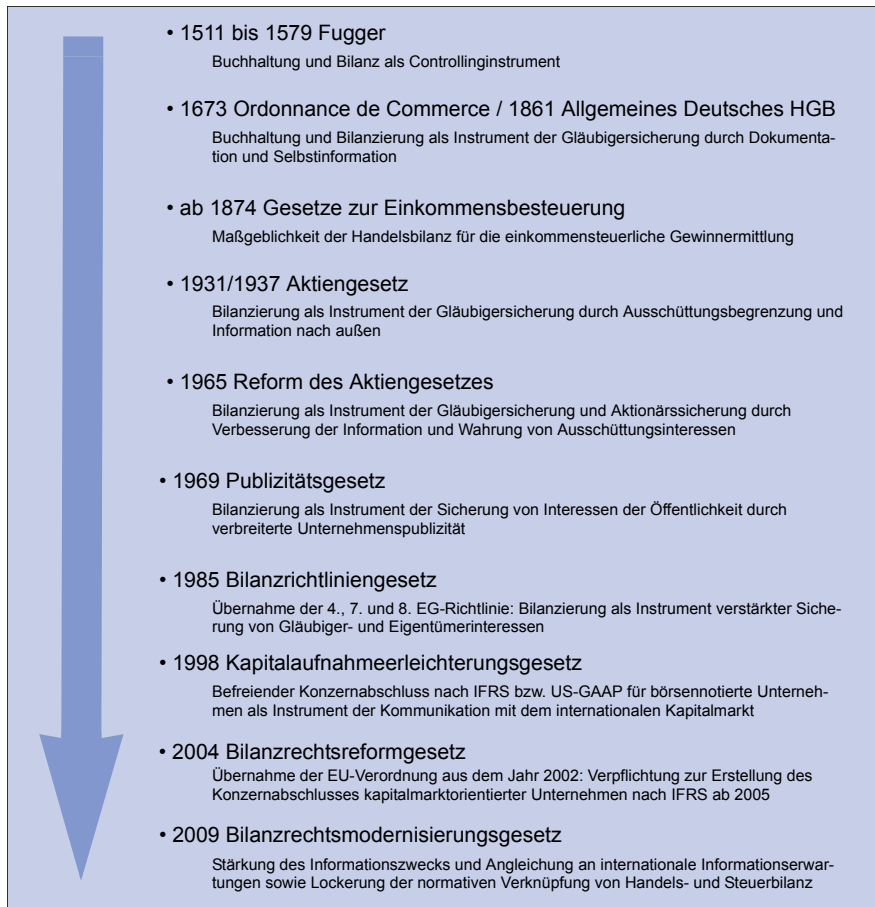 • 1511 bis 1579 Fugger
Buchhaltung und Bilanz als Controllinginstrument
• 1673 Ordonnance de Commerce / 1861 Allgemeines Deutsches HGB
Buchhaltung und Bilanzierung als Instrument der Gläubigersicherung durch Dokumenta-
tion und Selbstinformation
• ab 1874 Gesetze zur Einkommensbesteuerung
Maßgeblichkeit der Handelsbilanz für die einkommensteuerliche Gewinnermittlung
• 1931/1937 Aktiengesetz
Bilanzierung als Instrument der Gläubigersicherung durch Ausschüttungsbegrenzung und
Information nach außen
• 1965 Reform des Aktiengesetzes
Bilanzierung als Instrument der Gläubigersicherung und Aktionärssicherung durch
Verbesserung der Information und Wahrung von Ausschüttungsinteressen
• 1969 Publizitätsgesetz
Bilanzierung als Instrument der Sicherung von Interessen der Öffentlichkeit durch
verbreiterte Unternehmenspublizität
• 1985 Bilanzrichtliniengesetz
Übernahme der 4., 7. und 8. EG-Richtlinie: Bilanzierung als Instrument verstärkter Siche-
rung von Gläubiger- und Eigentümerinteressen
• 1998 Kapitalaufnahmeerleichterungsgesetz
Befreiender Konzernabschluss nach IFRS bzw. US-GAAP für börsennotierte Unterneh-
men als Instrument der Kommunikation mit dem internationalen Kapitalmarkt
• 2004 Bilanzrechtsreformgesetz
Übernahme der EU-Verordnung aus dem Jahr 2002: Verpflichtung zur Erstellung des
Konzernabschlusses kapitalmarktorientierter Unternehmen nach IFRS ab 2005
• 2009 Bilanzrechtsmodernisierungsgesetz
Stärkung des Informationszwecks und Angleichung an internationale Informationserwar-
tungen sowie Lockerung der normativen Verknüpfung von Handels- und Steuerbilanz